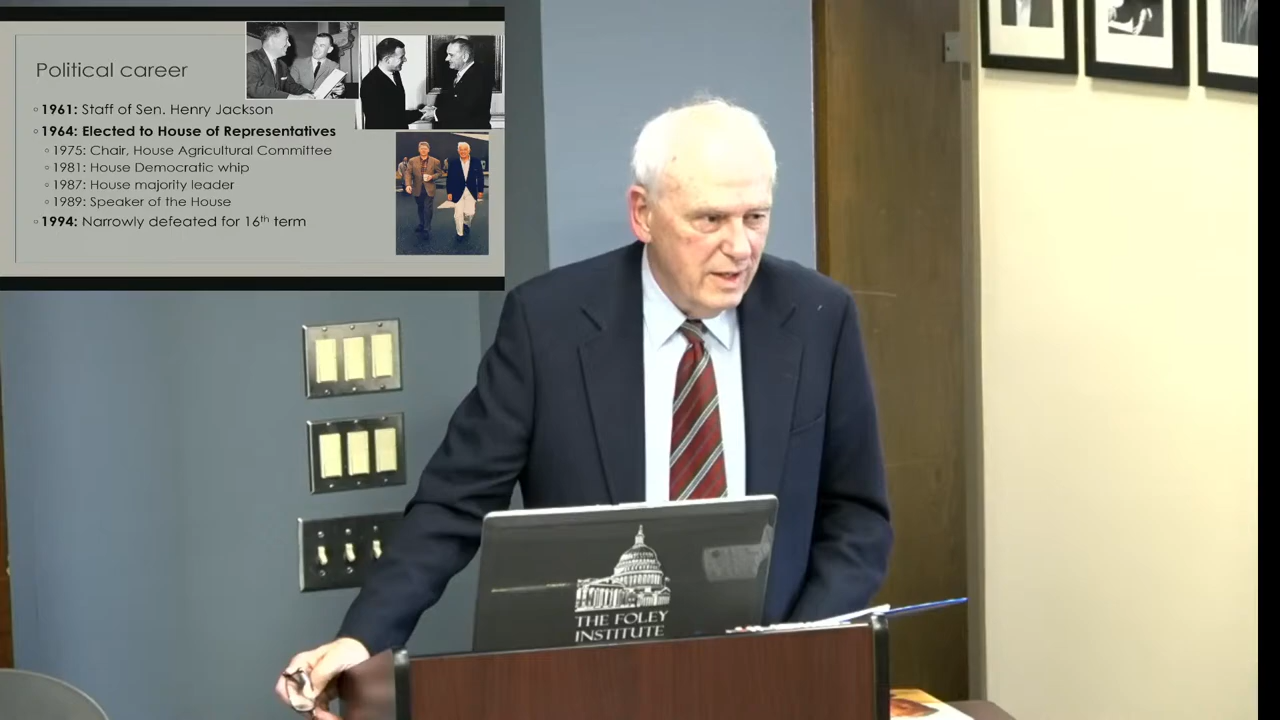 Political career
1961: Staff of Sen. Henry Jackson
1964: Elected to House of Representatives
1975: Chair, House Agricultural Committee
1981: House Democratic whip
1987: House majority leader
1989: Speaker of the House
1994: Narrowly defeated for 16th term
THE FOLEY
INSTITUTE